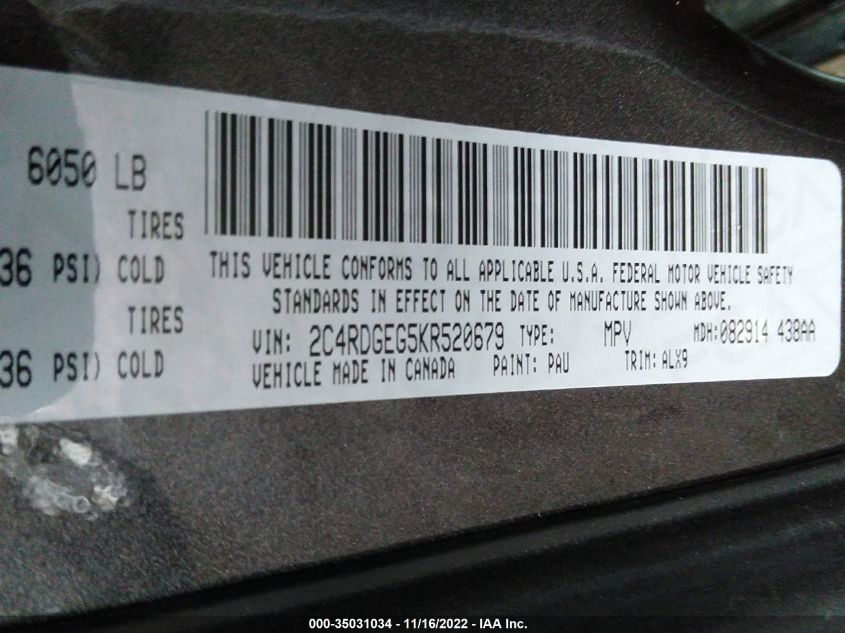 6050 LB
TIRES
36 PSI) COLD
TIRES
36 PSI) COLD
THIS VEHICLE CONFORMS TO ALL APPLICABLE U.S.A. FEDERAL MOTOR VEHICLE SAFETY
STANDARDS IN EFFECT ON THE DATE OF MANUFACTURE SHOWN ABOVE.
VIN: 2C4RDGEG5KR520679 TYPE: MPV MDH:082914 438AA
VEHICLE MADE IN CANADA PAINT: PAU TRIM: ALX9
000-35031034 - 11/16/2022 - IAA Inc.